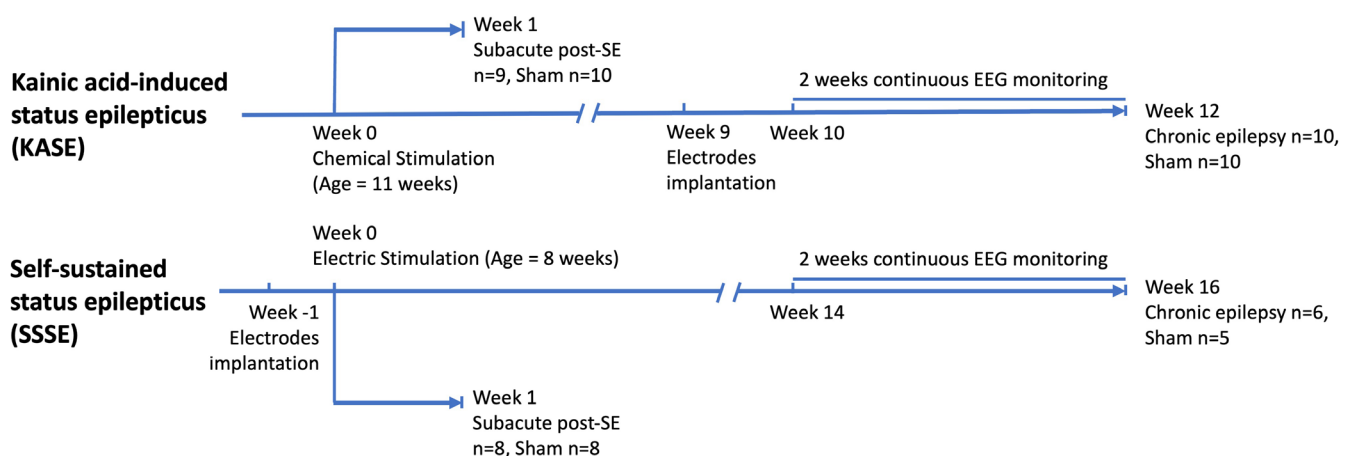 Kainic acid-induced
status epilepticus
(KASE)
Week 1
Subacute post-SE
n=9, Sham n=10
Week 0
Chemical Stimulation
(Age = 11 weeks)
Week 9
Electrodes
implantation
Week 10
2 weeks continuous EEG monitoring
Week 12
Chronic epilepsy n=10,
Sham n=10
Self-sustained
status epilepticus
(SSSE)
Week 0
Electric Stimulation (Age = 8 weeks)
Week -1
Electrodes
implantation
Week 1
Subacute post-SE
n=8, Sham n=8
Week 14
2 weeks continuous EEG monitoring
Week 16
Chronic epilepsy n=6,
Sham n=5